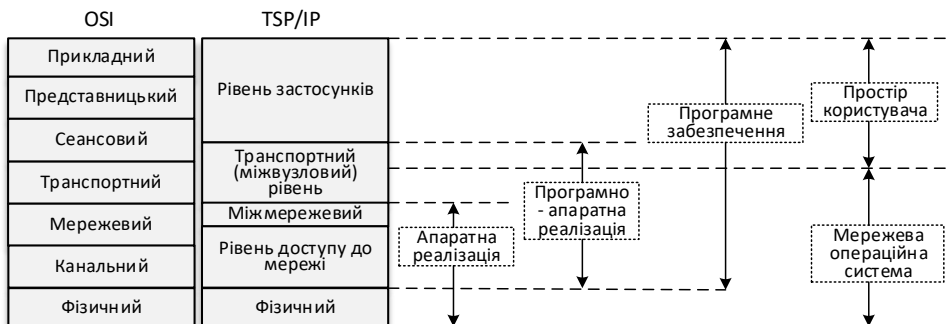 OSI
TSP/IP
Прикладний
Представницький
Сеансовий
Транспортний
Мережевий
Канальний
Фізичний
Рівень застосунків
Транспортний
(міжвузловий)
рівень
Міжмережевий
Рівень доступу до
мережі
Фізичний
Апаратна
реалізація
Програмно
- апаратна
реалізація
Програмне
забезпечення
Простір
користувача
Мережева
операційна
система